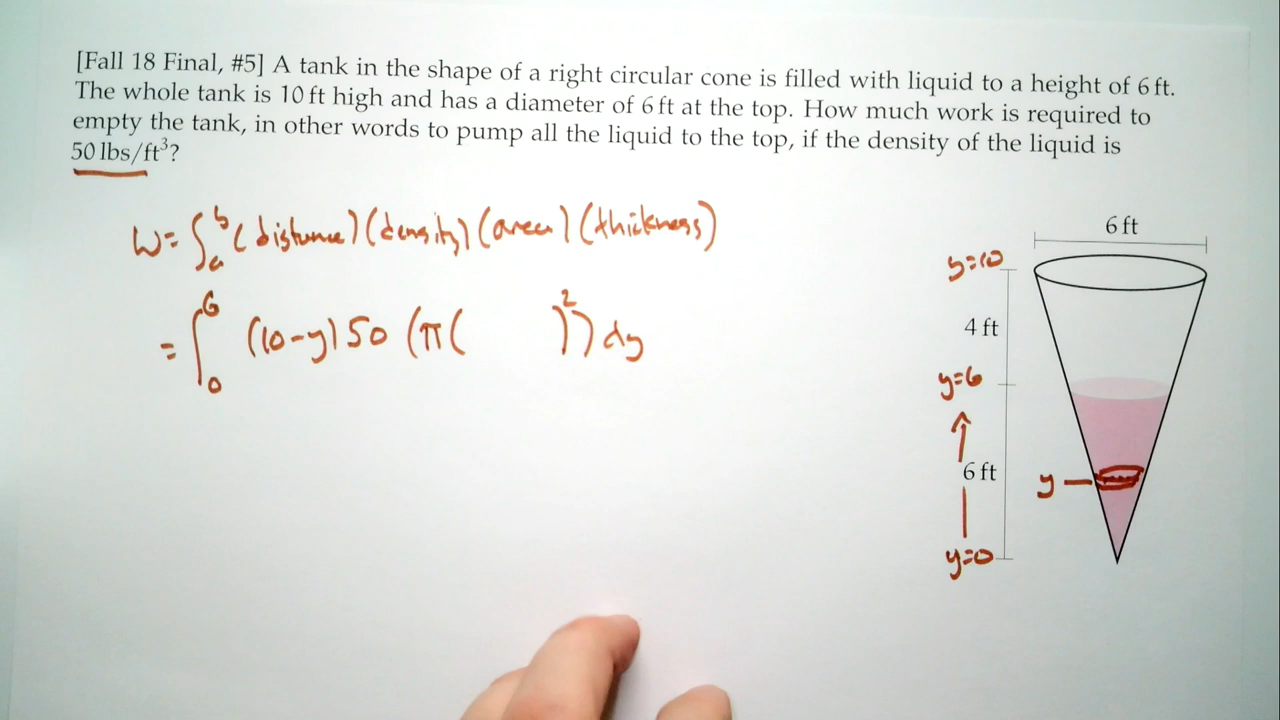 [Fall 18 Final, #5] A tank in the shape of a right circular cone is filled with liquid to a height of 6 ft.
The whole tank is 10 ft high and has a diameter of 6 ft at the top. How much work is required to
empty the tank, in other words to pump all the liquid to the top, if the density of the liquid is
50 lbs/ft³?
W = ∫_a^b (distance) (density) (area) (thickness)
= ∫_0^6 (10-y) 50 (π( )²) dy
6 ft
y=10
4 ft
y=6
6 ft
y
y=0